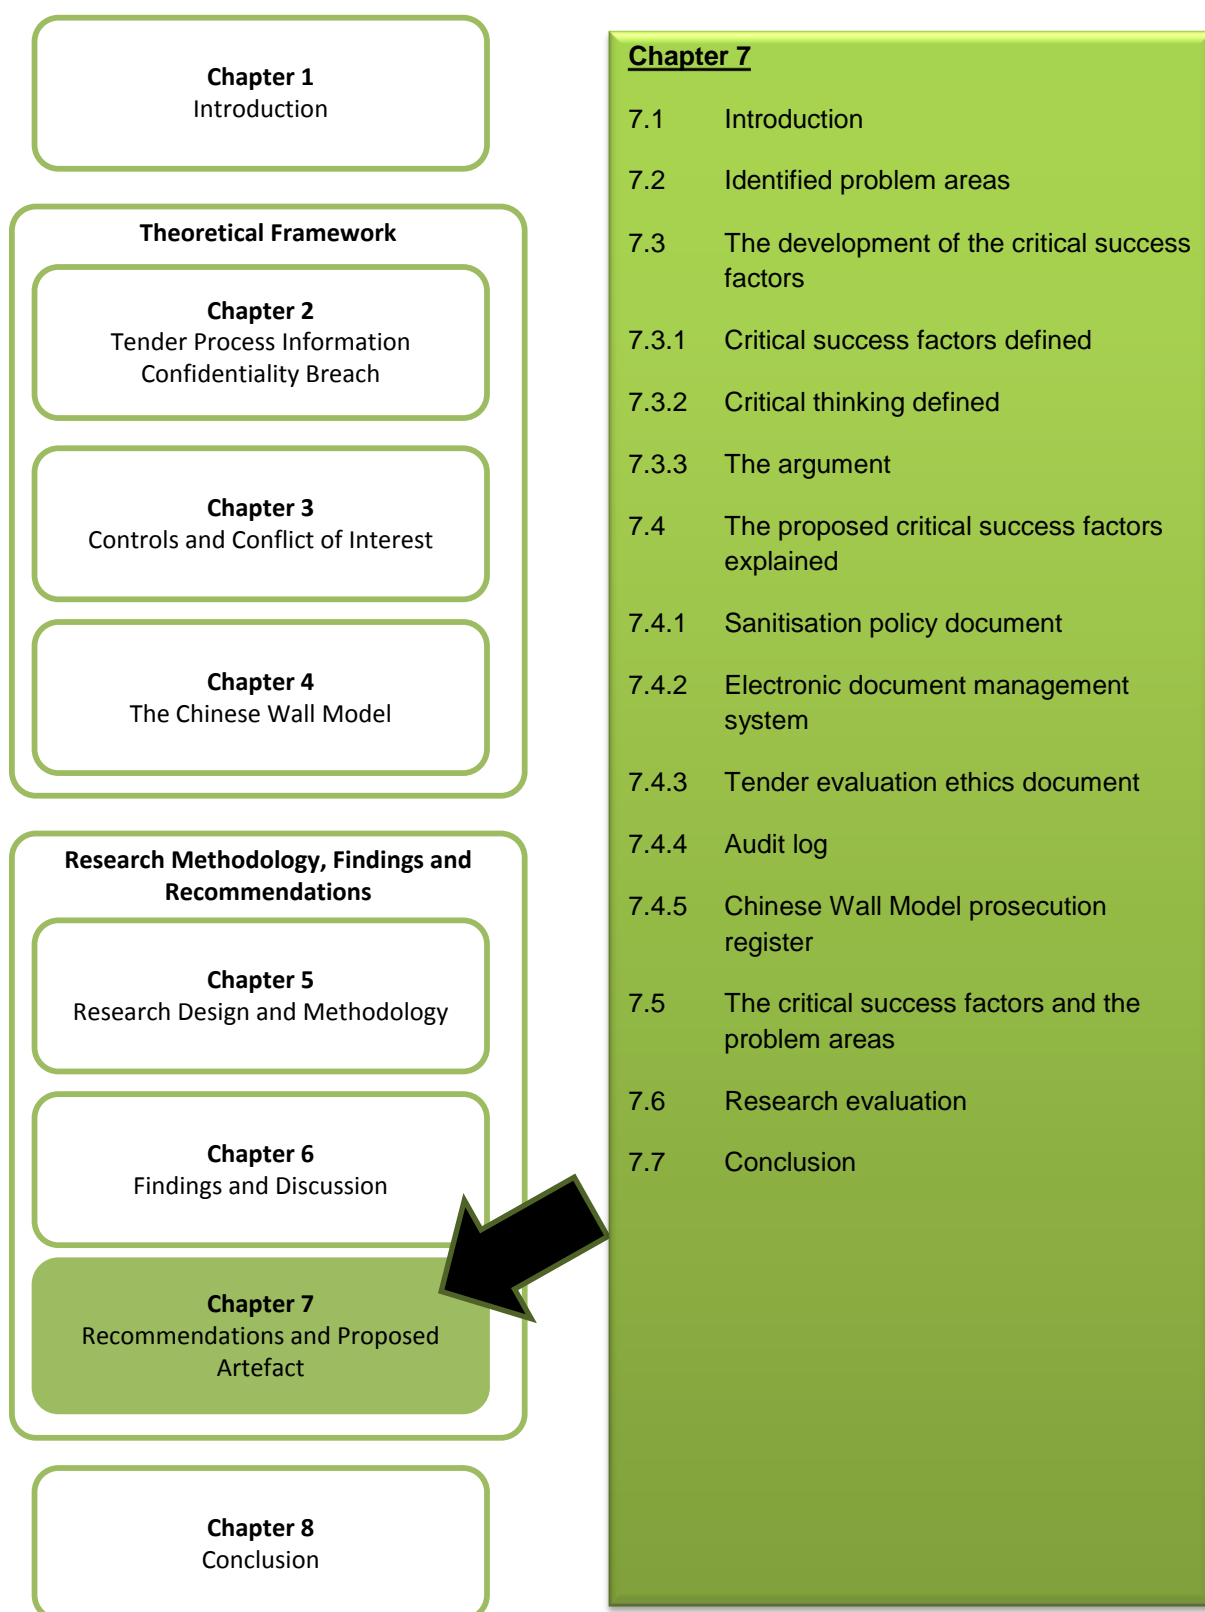 Chapter 1
Introduction
Theoretical Framework
Chapter 2
Tender Process Information
Confidentiality Breach
Chapter 3
Controls and Conflict of Interest
Chapter 4
The Chinese Wall Model
Research Methodology, Findings and
Recommendations
Chapter 5
Research Design and Methodology
Chapter 6
Findings and Discussion
Chapter 7
Recommendations and Proposed
Artefact
Chapter 8
Conclusion
Chapter 7
7.1 Introduction
7.2 Identified problem areas
7.3 The development of the critical success
factors
7.3.1 Critical success factors defined
7.3.2 Critical thinking defined
7.3.3 The argument
7.4 The proposed critical success factors
explained
7.4.1 Sanitisation policy document
7.4.2 Electronic document management
system
7.4.3 Tender evaluation ethics document
7.4.4 Audit log
7.4.5 Chinese Wall Model prosecution
register
7.5 The critical success factors and the
problem areas
7.6 Research evaluation
7.7 Conclusion